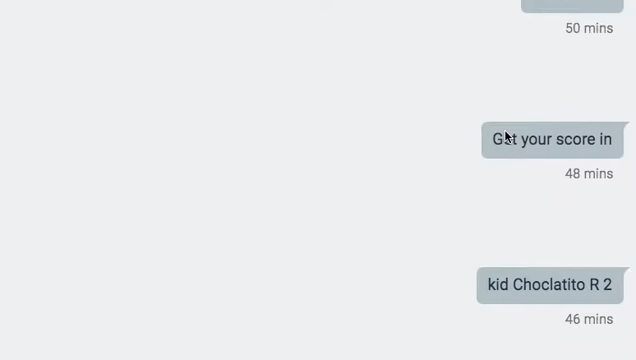 50 mins
Get your score in
48 mins
kid Choclatito R 2
46 mins